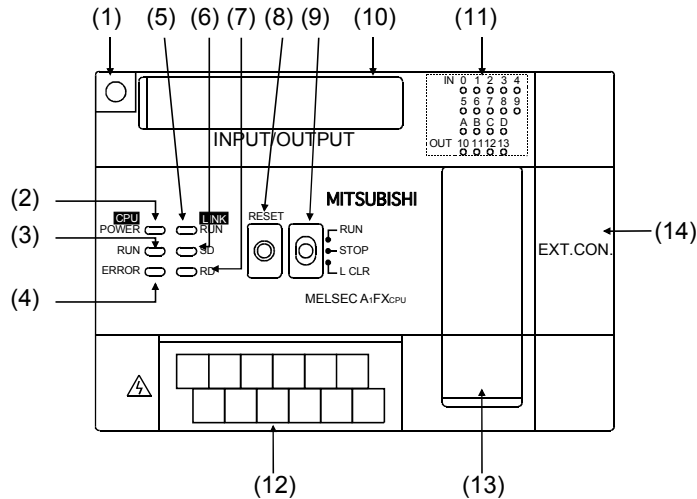 (1) (5) (6) (7) (8) (9) (10) (11)
IN 0 1 2 3 4
5 6 7 8 9
A B C D
OUT 10 11 12 13
INPUT/OUTPUT
MITSUBISHI
(2) CPU LINK RESET
POWER RUN RUN
(3) RUN SD STOP (14)
EXT.CON.
ERROR RD L CLR
(4)
MELSEC A1FXCPU
(12) (13)